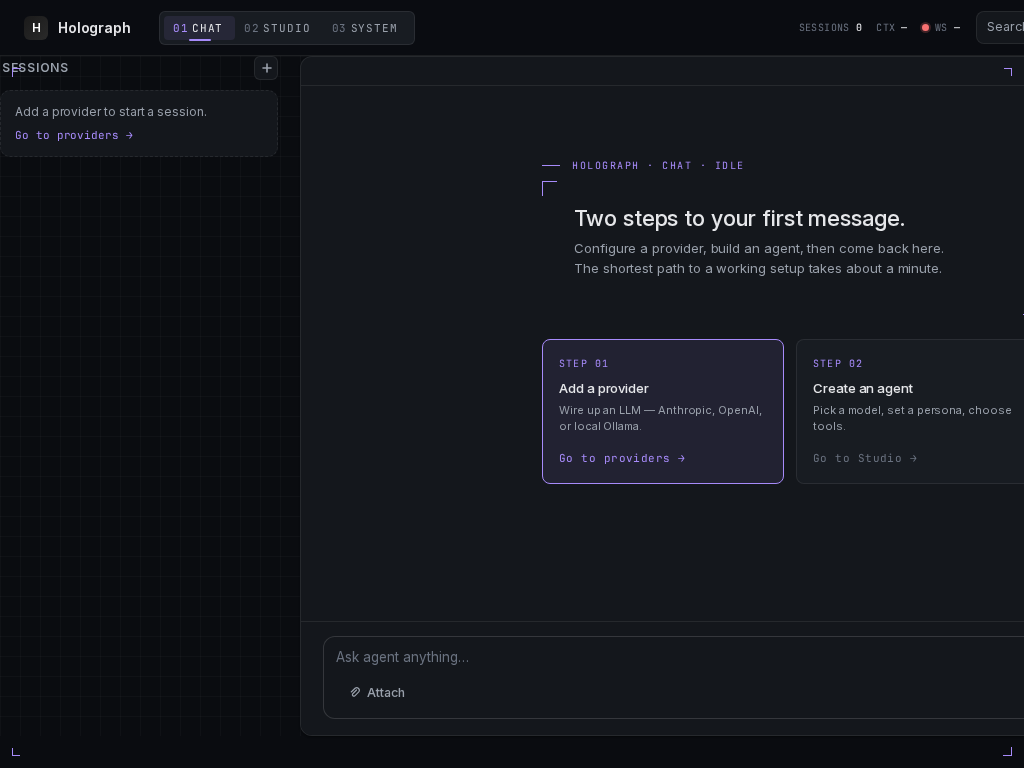 H Holograph 01 CHAT 02 STUDIO 03 SYSTEM SESSIONS 0 CTX — WS — Search
SESSIONS +
Add a provider to start a session.
Go to providers →
HOLOGRAPH · CHAT · IDLE
Two steps to your first message.
Configure a provider, build an agent, then come back here.
The shortest path to a working setup takes about a minute.
STEP 01
Add a provider
Wire up an LLM — Anthropic, OpenAI,
or local Ollama.
Go to providers →
STEP 02
Create an agent
Pick a model, set a persona, choose
tools.
Go to Studio →
Ask agent anything…
Attach